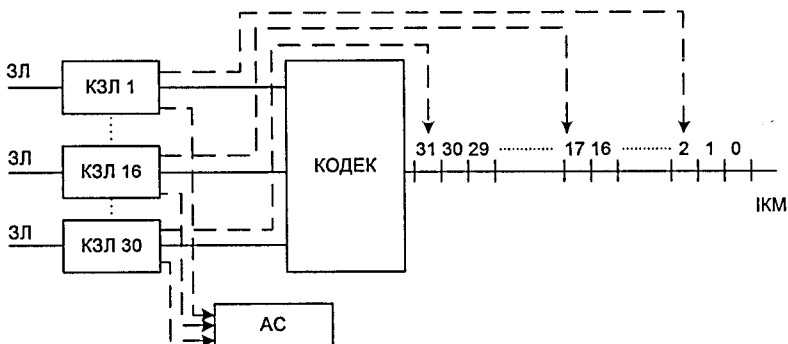 ЗЛ
КЗЛ 1
ЗЛ
КЗЛ 16
ЗЛ
КЗЛ 30
КОДЕК
АС
31 30 29 .......... 17 16 ......... 2 1 0
ІКМ